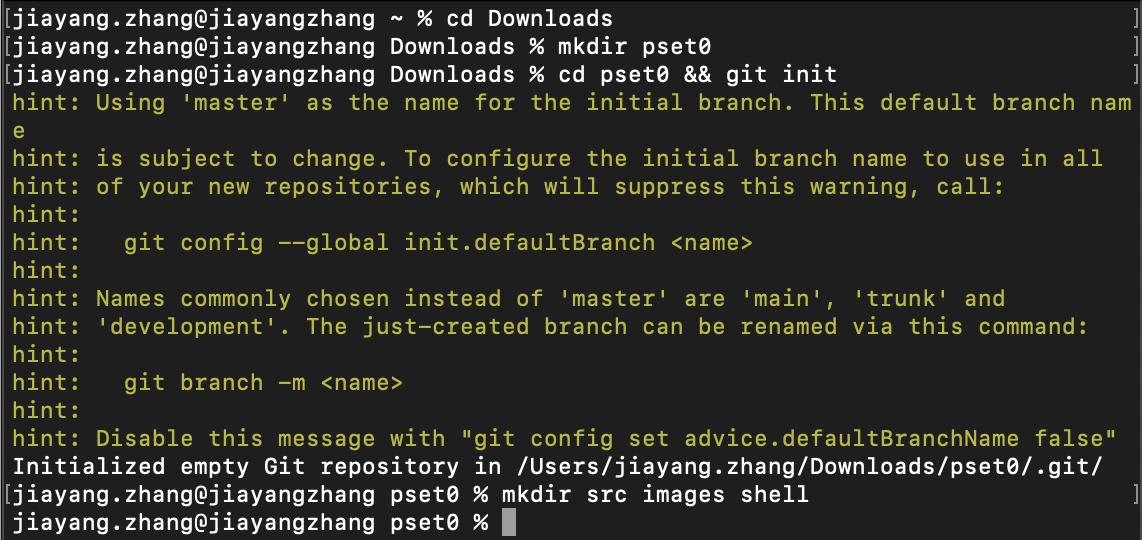 [jiayang.zhang@jiayangzhang ~ % cd Downloads ]
[jiayang.zhang@jiayangzhang Downloads % mkdir pset0 ]
[jiayang.zhang@jiayangzhang Downloads % cd pset0 && git init ]
hint: Using 'master' as the name for the initial branch. This default branch nam
e
hint: is subject to change. To configure the initial branch name to use in all
hint: of your new repositories, which will suppress this warning, call:
hint:
hint:   git config --global init.defaultBranch <name>
hint:
hint: Names commonly chosen instead of 'master' are 'main', 'trunk' and
hint: 'development'. The just-created branch can be renamed via this command:
hint:
hint:   git branch -m <name>
hint:
hint: Disable this message with "git config set advice.defaultBranchName false"
Initialized empty Git repository in /Users/jiayang.zhang/Downloads/pset0/.git/
[jiayang.zhang@jiayangzhang pset0 % mkdir src images shell ]
jiayang.zhang@jiayangzhang pset0 %